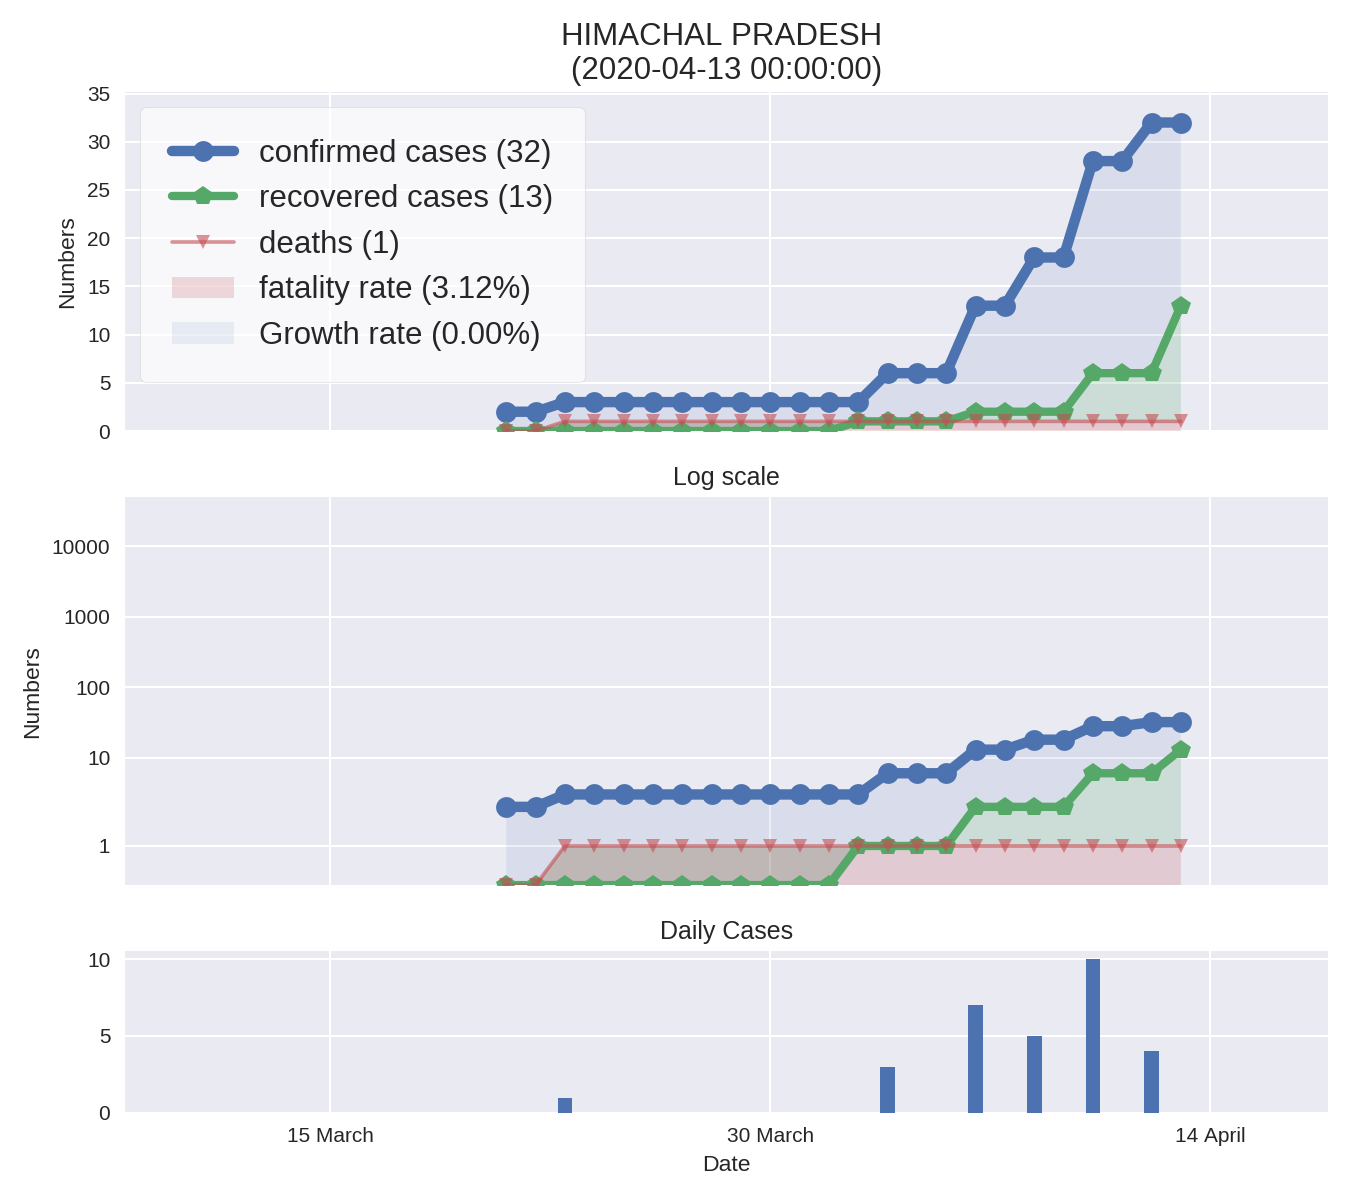 HIMACHAL PRADESH
(2020-04-13 00:00:00)
35
30
25
20
15
10
5
0
Numbers
confirmed cases (32)
recovered cases (13)
deaths (1)
fatality rate (3.12%)
Growth rate (0.00%)
Log scale
10000
1000
100
10
1
Numbers
Daily Cases
10
5
0
15 March
30 March
14 April
Date